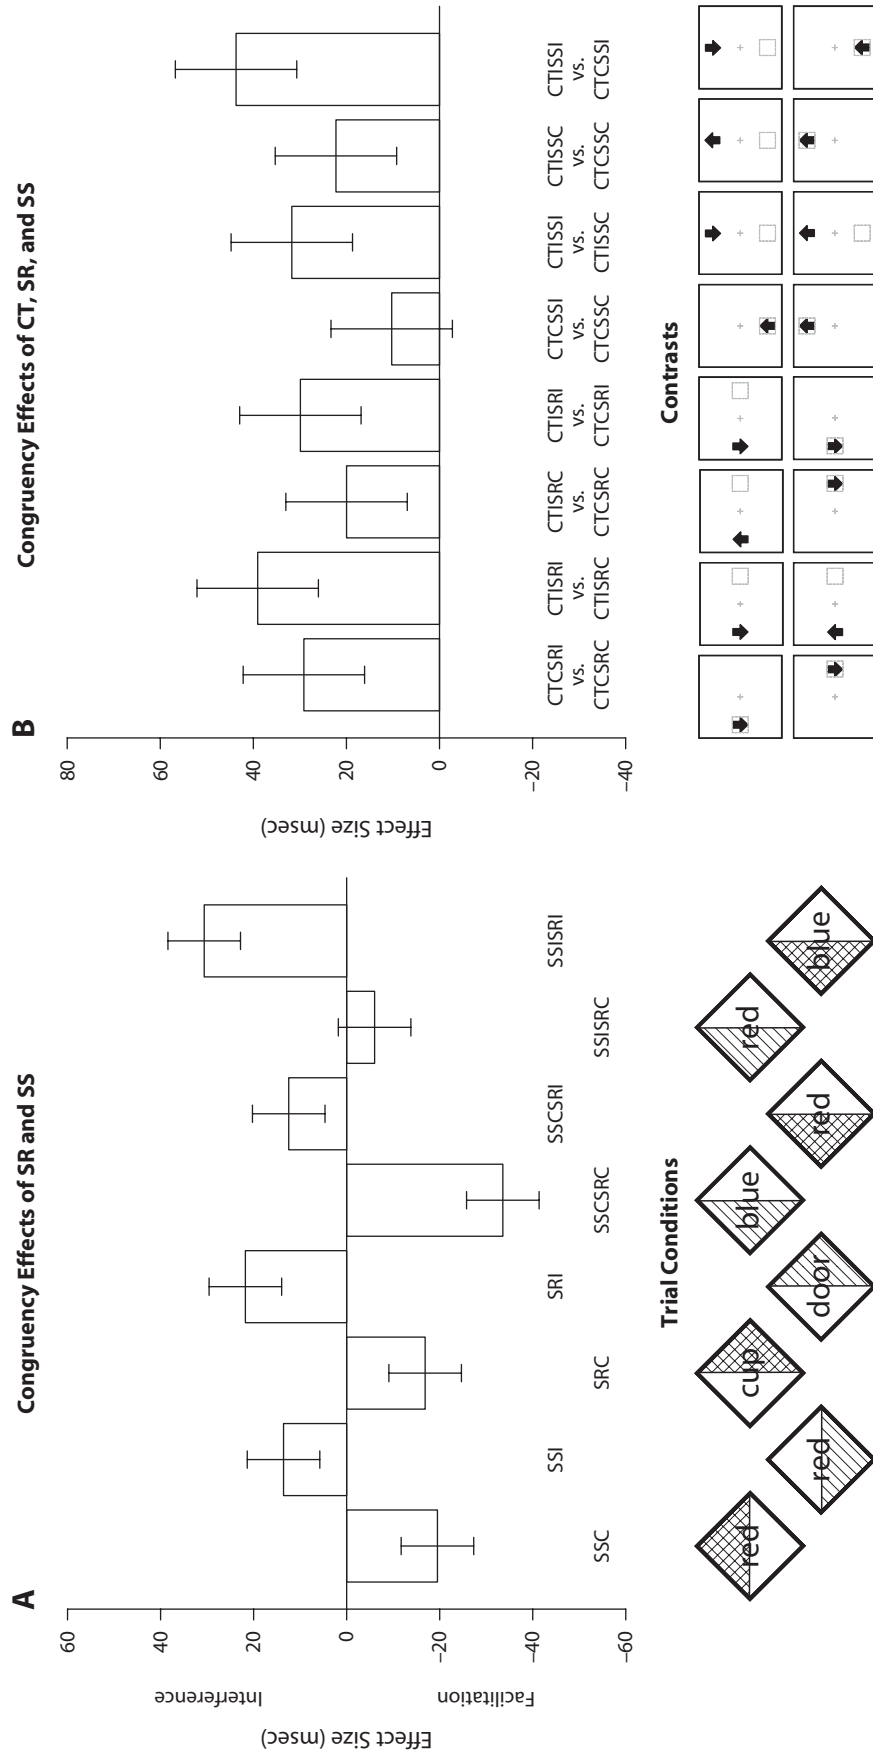 A
Congruency Effects of SR and SS
Effect Size (msec)
Interference
Facilitation
60
40
20
0
−20
−40
−60
SSC
SSI
SRC
SRI
SSCSRC
SSCSRI
SSISRC
SSISRI
Trial Conditions
red
red
cup
door
blue
red
red
blue
B
Congruency Effects of CT, SR, and SS
Effect Size (msec)
80
60
40
20
0
−20
−40
CTCSRI
vs.
CTCSRC
CTISRI
vs.
CTISRC
CTISRC
vs.
CTCSRC
CTISRI
vs.
CTCSRI
CTCSSI
vs.
CTCSSC
CTISSI
vs.
CTISSC
CTISSC
vs.
CTCSSC
CTISSI
vs.
CTCSSI
Contrasts